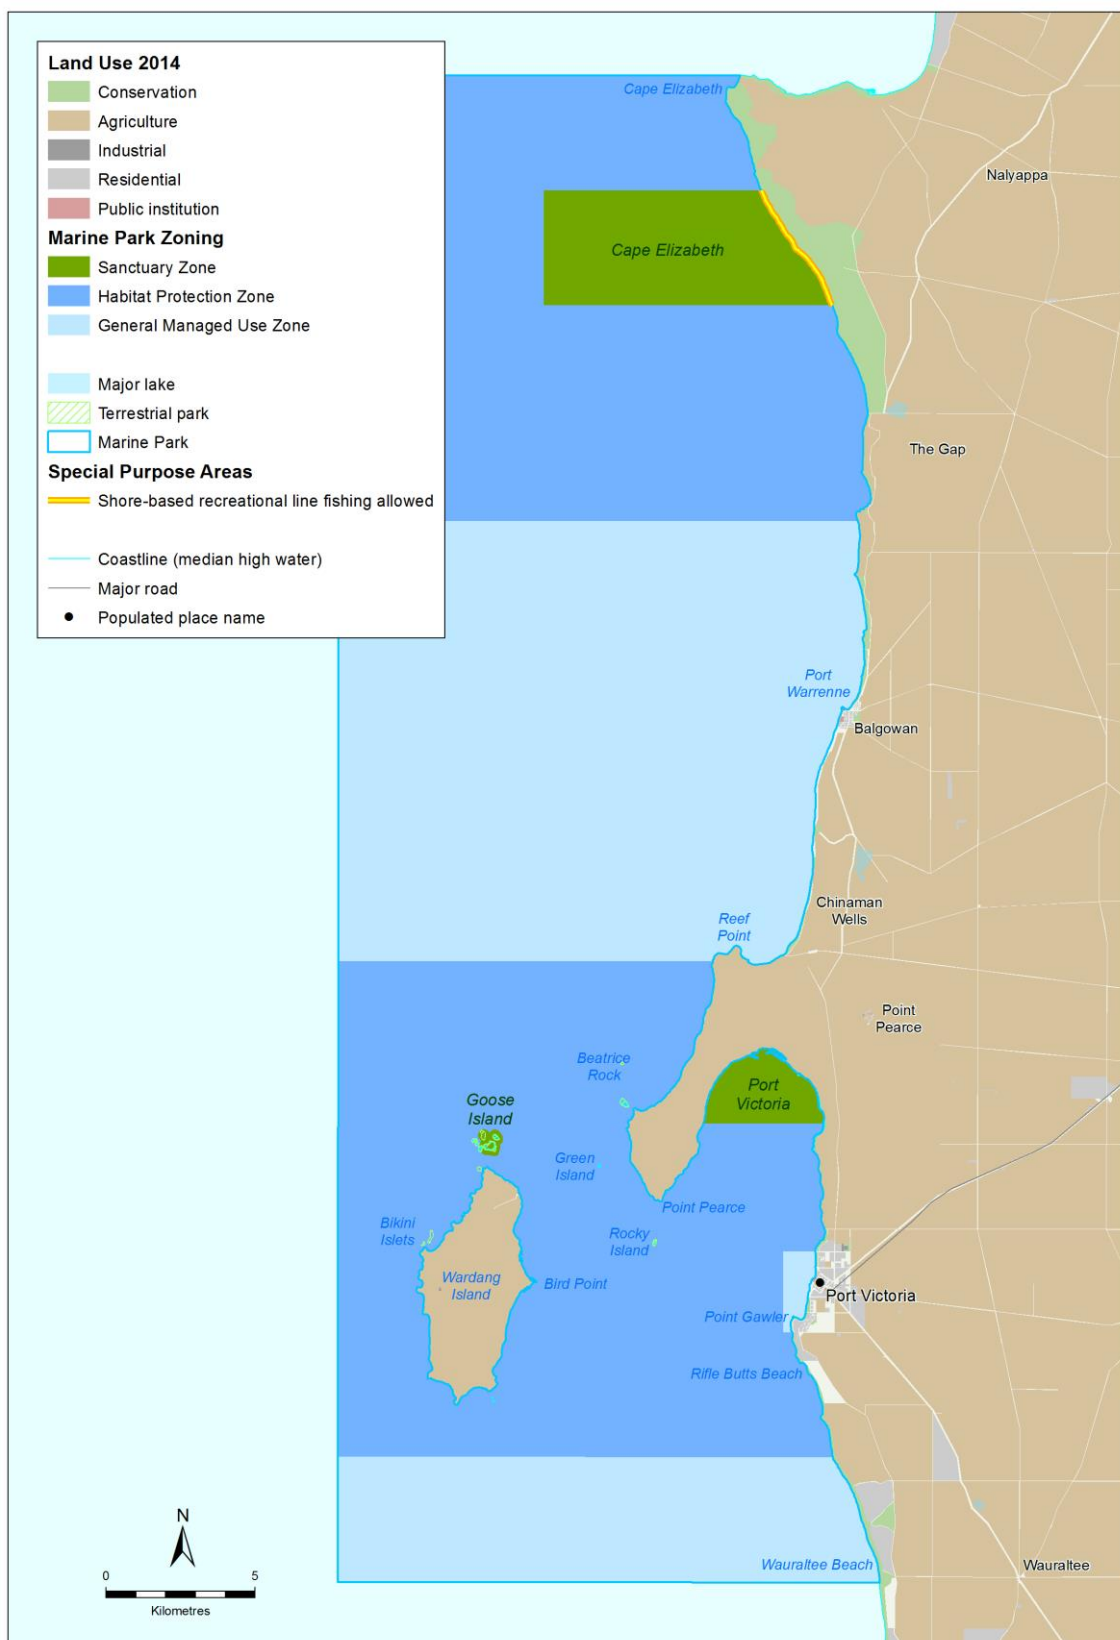 Land Use 2014
Conservation
Agriculture
Industrial
Residential
Public institution
Marine Park Zoning
Sanctuary Zone
Habitat Protection Zone
General Managed Use Zone
Major lake
Terrestrial park
Marine Park
Special Purpose Areas
Shore-based recreational line fishing allowed
Coastline (median high water)
Major road
Populated place name
Cape Elizabeth
Nalyappa
Cape Elizabeth
The Gap
Port
Warrenne
Balgowan
Chinaman
Wells
Reef
Point
Point
Pearce
Beatrice
Rock
Port
Victoria
Goose
Island
Green
Island
Point Pearce
Bikini
Islets
Rocky
Island
Wardang
Island
Bird Point
Port Victoria
Point Gawler
Rifle Butts Beach
Wauraltee Beach
Wauraltee
N
0 5
Kilometres